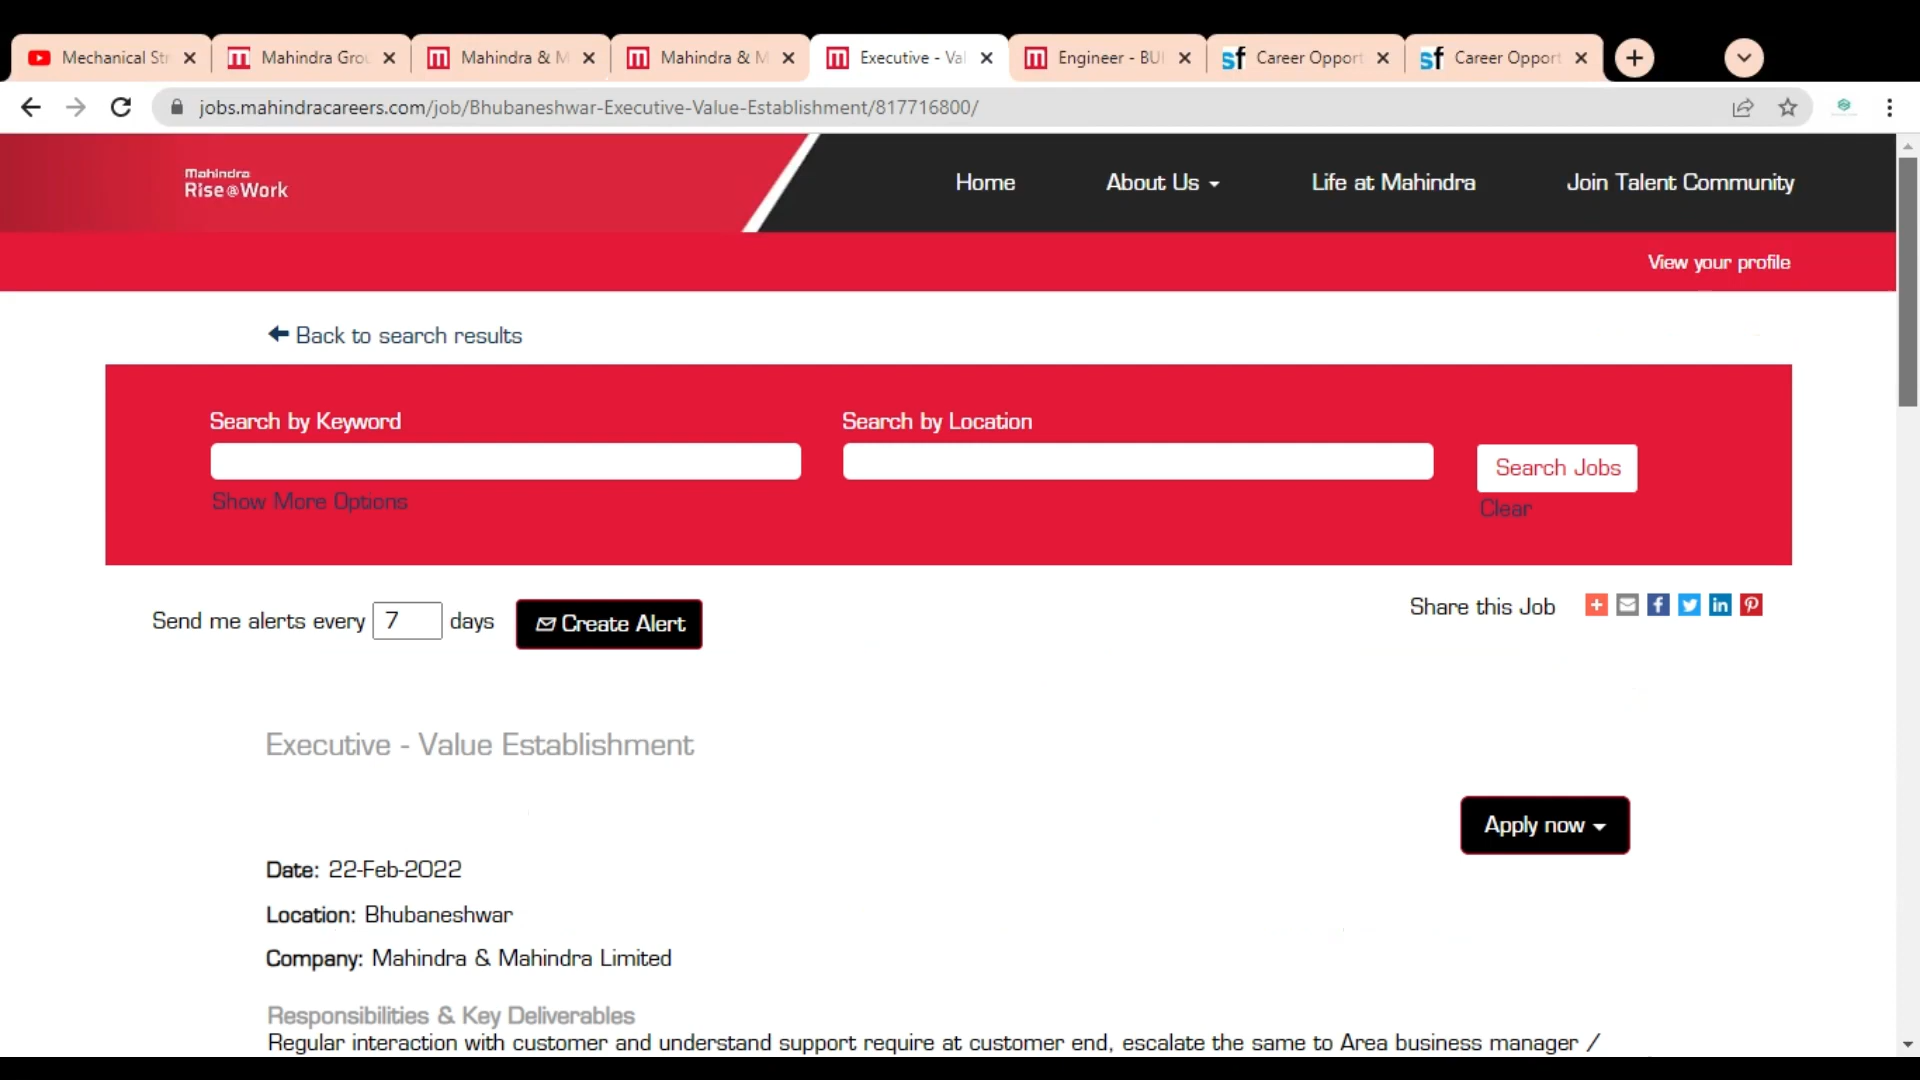 Mechanical Str
Mahindra Gro
Mahindra & M
Mahindra & M
Executive - Val
Engineer - BUI
sf Career Opport
sf Career Opport
jobs.mahindracareers.com/job/Bhubaneshwar-Executive-Value-Establishment/817716800/
Mahindra
Rise@Work
Home
About Us
Life at Mahindra
Join Talent Community
View your profile
Back to search results
Search by Keyword
Search by Location
Search Jobs
Show More Options
Clear
Send me alerts every 7 days
Create Alert
Share this Job
Executive - Value Establishment
Apply now
Date: 22-Feb-2022
Location: Bhubaneshwar
Company: Mahindra & Mahindra Limited
Responsibilities & Key Deliverables
Regular interaction with customer and understand support require at customer end, escalate the same to Area business manager /